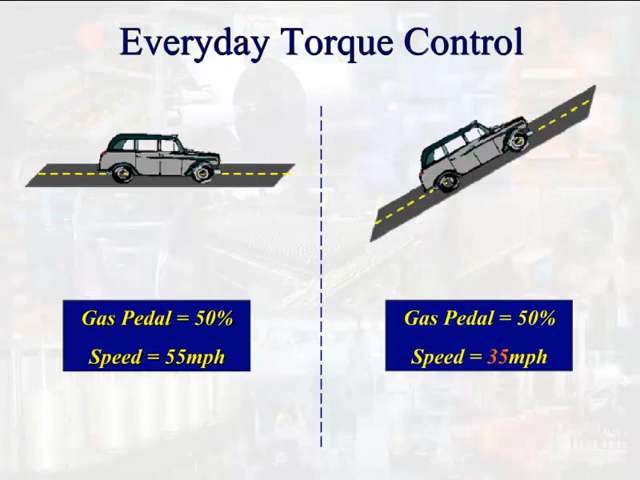 Everyday Torque Control
Gas Pedal = 50%
Speed = 55mph
Gas Pedal = 50%
Speed = 35mph